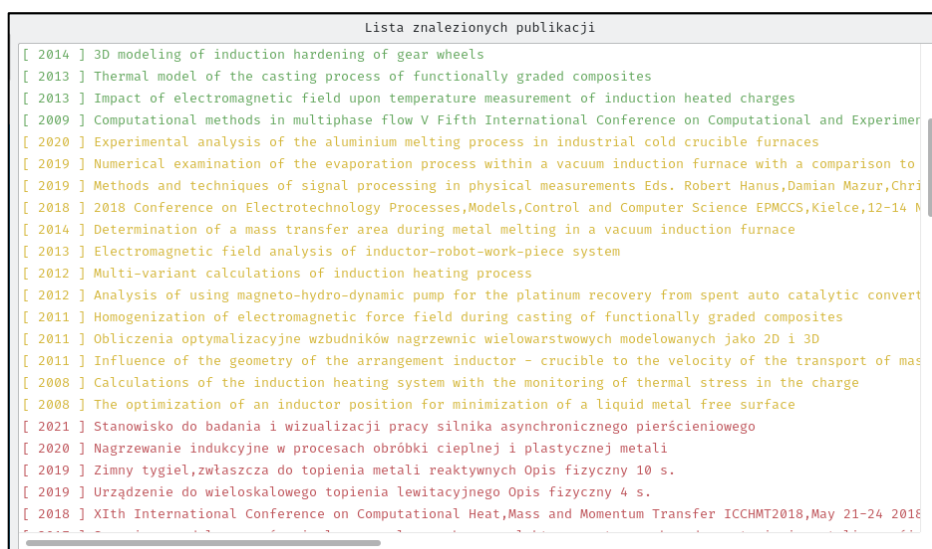 Lista znalezionych publikacji
[ 2014 ] 3D modeling of induction hardening of gear wheels
[ 2013 ] Thermal model of the casting process of functionally graded composites
[ 2013 ] Impact of electromagnetic field upon temperature measurement of induction heated charges
[ 2009 ] Computational methods in multiphase flow V Fifth International Conference on Computational and Experimen
[ 2020 ] Experimental analysis of the aluminium melting process in industrial cold crucible furnaces
[ 2019 ] Numerical examination of the evaporation process within a vacuum induction furnace with a comparison to
[ 2019 ] Methods and techniques of signal processing in physical measurements Eds. Robert Hanus,Damian Mazur,Chri
[ 2018 ] 2018 Conference on Electrotechnology Processes,Models,Control and Computer Science EPMCCS,Kielce,12-14 N
[ 2014 ] Determination of a mass transfer area during metal melting in a vacuum induction furnace
[ 2013 ] Electromagnetic field analysis of inductor-robot-work-piece system
[ 2012 ] Multi-variant calculations of induction heating process
[ 2012 ] Analysis of using magneto-hydro-dynamic pump for the platinum recovery from spent auto catalytic convert
[ 2011 ] Homogenization of electromagnetic force field during casting of functionally graded composites
[ 2011 ] Obliczenia optymalizacyjne wzbudników nagrzewnic wielowarstwowych modelowanych jako 2D i 3D
[ 2011 ] Influence of the geometry of the arrangement inductor - crucible to the velocity of the transport of mas
[ 2008 ] Calculations of the induction heating system with the monitoring of thermal stress in the charge
[ 2008 ] The optimization of an inductor position for minimization of a liquid metal free surface
[ 2021 ] Stanowisko do badania i wizualizacji pracy silnika asynchronicznego pierścieniowego
[ 2020 ] Nagrzewanie indukcyjne w procesach obróbki cieplnej i plastycznej metali
[ 2019 ] Zimny tygiel,zwłaszcza do topienia metali reaktywnych Opis fizyczny 10 s.
[ 2019 ] Urządzenie do wieloskalowego topienia lewitacyjnego Opis fizyczny 4 s.
[ 2018 ] XIth International Conference on Computational Heat,Mass and Momentum Transfer ICCHMT2018,May 21-24 2018